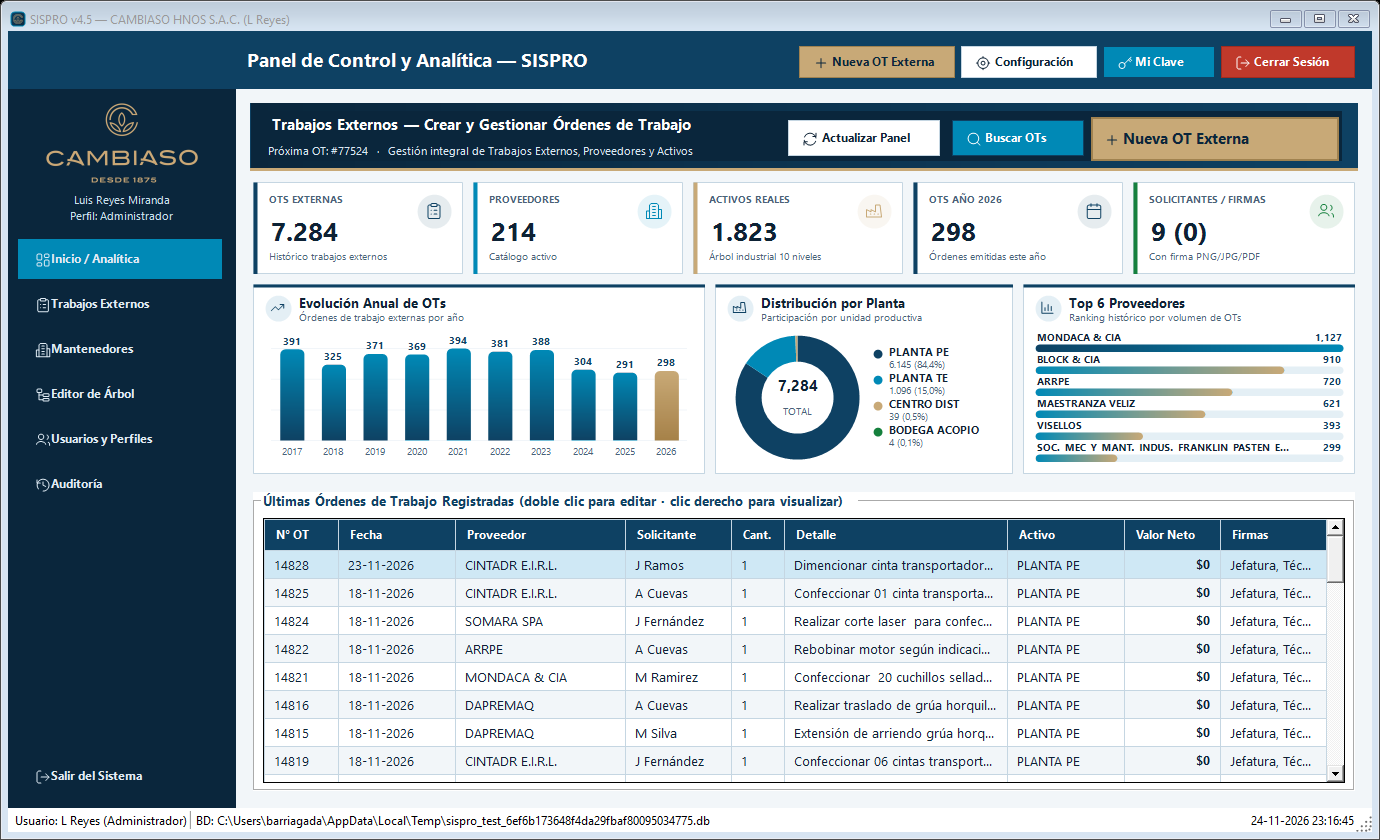 SISPRO v4.5 — CAMBIASO HNOS S.A.C. (L Reyes)
Panel de Control y Analítica — SISPRO
+ Nueva OT Externa
Configuración
Mi Clave
Cerrar Sesión
CAMBIASO
DESDE 1875
Luis Reyes Miranda
Perfil: Administrador
Inicio / Analítica
Trabajos Externos
Mantenedores
Editor de Árbol
Usuarios y Perfiles
Auditoría
Salir del Sistema
Trabajos Externos — Crear y Gestionar Órdenes de Trabajo
Próxima OT: #77524 · Gestión integral de Trabajos Externos, Proveedores y Activos
Actualizar Panel
Buscar OTs
+ Nueva OT Externa
OTS EXTERNAS
7.284
Histórico trabajos externos
PROVEEDORES
214
Catálogo activo
ACTIVOS REALES
1.823
Árbol industrial 10 niveles
OTS AÑO 2026
298
Órdenes emitidas este año
SOLICITANTES / FIRMAS
9 (0)
Con firma PNG/JPG/PDF
Evolución Anual de OTs
Órdenes de trabajo externas por año
391 325 371 369 394 381 388 304 291 298
2017 2018 2019 2020 2021 2022 2023 2024 2025 2026
Distribución por Planta
Participación por unidad productiva
7,284
TOTAL
PLANTA PE
6.145 (84,4%)
PLANTA TE
1.096 (15,0%)
CENTRO DIST
39 (0,5%)
BODEGA ACOPIO
4 (0,1%)
Top 6 Proveedores
Ranking histórico por volumen de OTs
MONDACA & CIA 1,127
BLOCK & CIA 910
ARRPE 720
MAESTRANZA VELIZ 621
VISELLOS 393
SOC. MEC Y MANT. INDUS. FRANKLIN PASTEN E... 299
Últimas Órdenes de Trabajo Registradas (doble clic para editar · clic derecho para visualizar)
N° OT Fecha Proveedor Solicitante Cant. Detalle Activo Valor Neto Firmas
14828 23-11-2026 CINTADR E.I.R.L. J Ramos 1 Dimencionar cinta transportador... PLANTA PE $0 Jefatura, Téc...
14825 18-11-2026 CINTADR E.I.R.L. A Cuevas 1 Confeccionar 01 cinta transporta... PLANTA PE $0 Jefatura, Téc...
14824 18-11-2026 SOMARA SPA J Fernández 1 Realizar corte laser  para confec... PLANTA PE $0 Jefatura, Téc...
14822 18-11-2026 ARRPE A Cuevas 1 Rebobinar motor según indicaci... PLANTA PE $0 Jefatura, Téc...
14821 18-11-2026 MONDACA & CIA M Ramirez 1 Confeccionar  20 cuchillos sellad... PLANTA PE $0 Jefatura, Téc...
14816 18-11-2026 DAPREMAQ A Cuevas 1 Realizar traslado de grúa horquil... PLANTA PE $0 Jefatura, Téc...
14815 18-11-2026 DAPREMAQ M Silva 1 Extensión de arriendo grúa horq... PLANTA PE $0 Jefatura, Téc...
14819 18-11-2026 CINTADR E.I.R.L. J Fernández 1 Confeccionar 06 cintas transport... PLANTA PE $0 Jefatura, Téc...
Usuario: L Reyes (Administrador) BD: C:\Users\barriagada\AppData\Local\Temp\sispro_test_6ef6b173648f4da29fbaf80095034775.db 24-11-2026 23:16:45